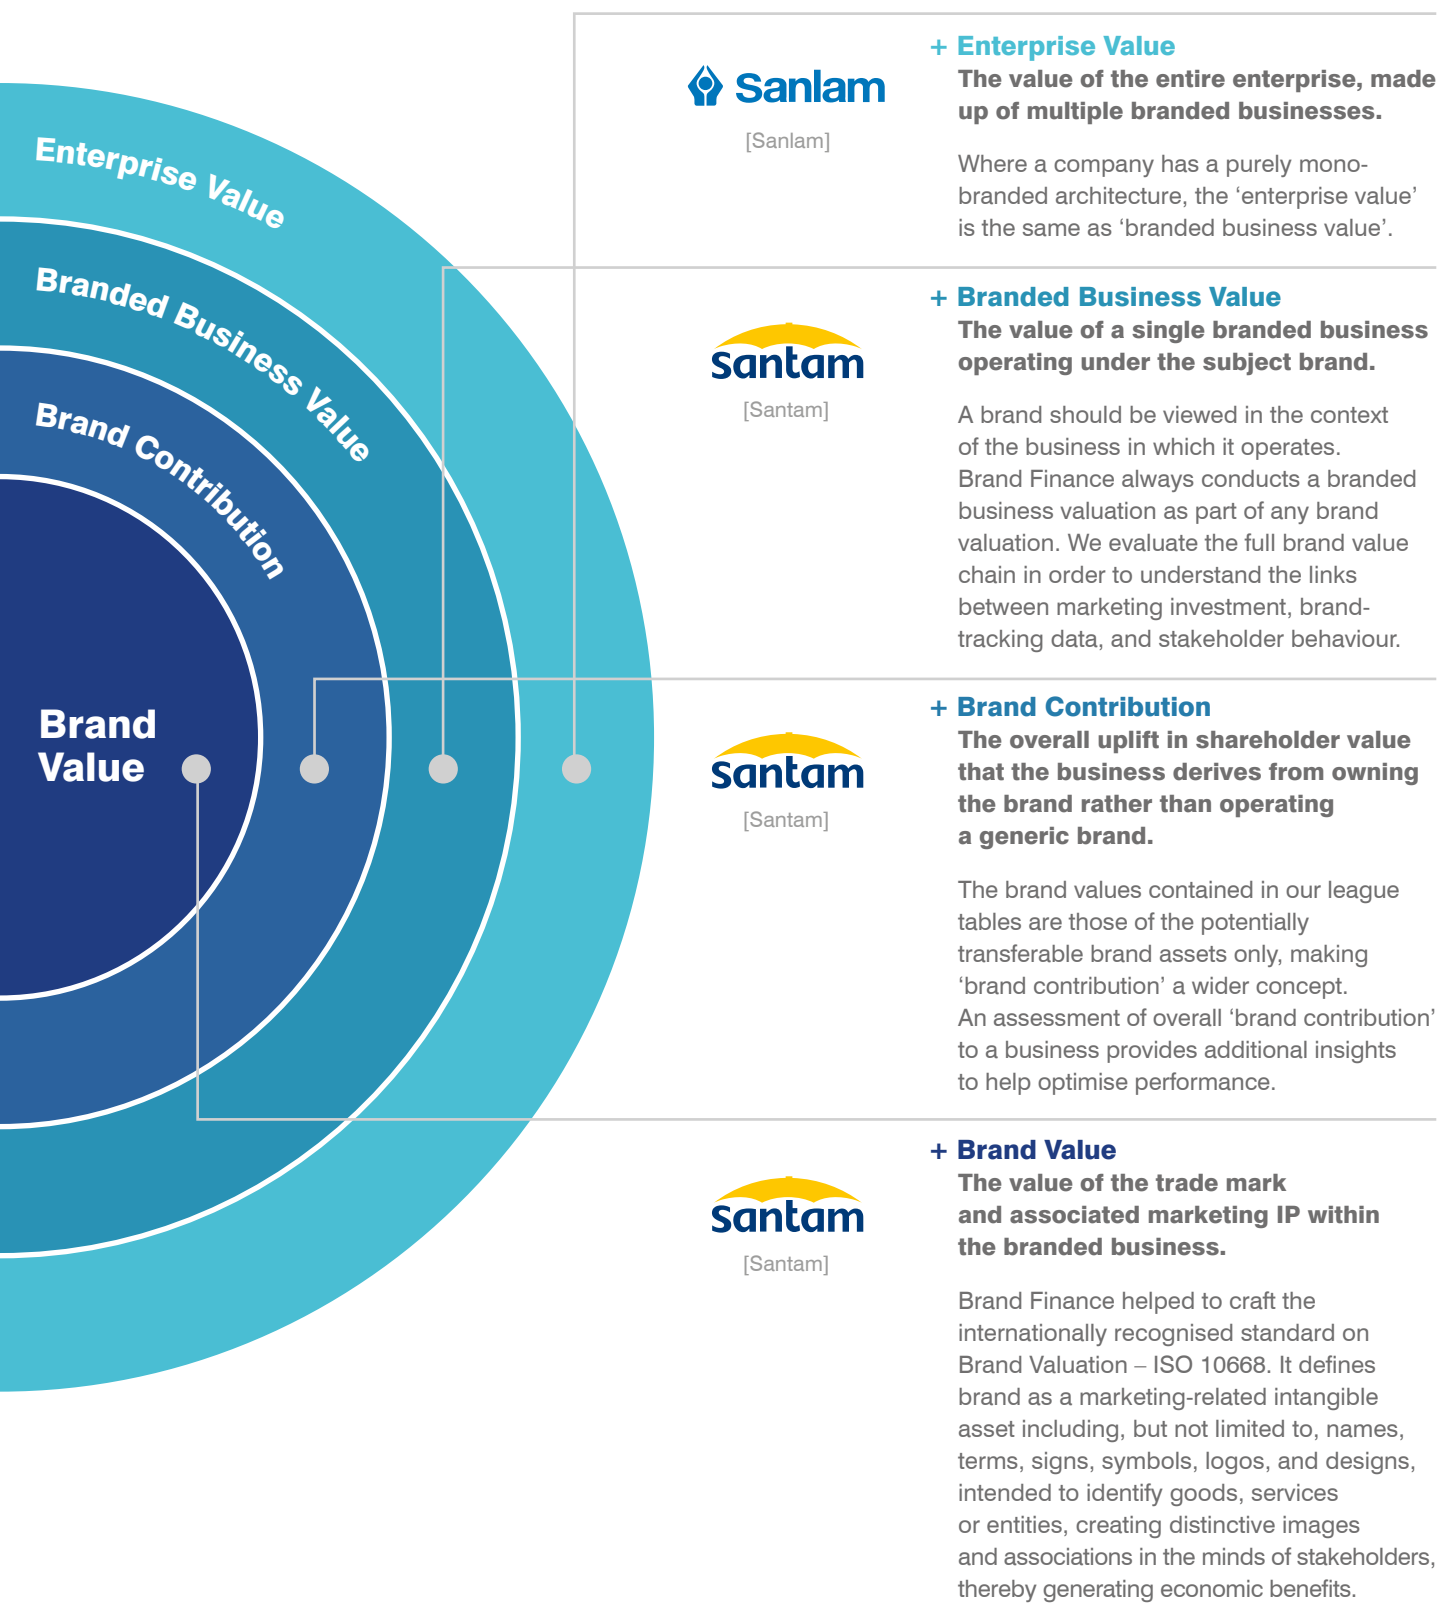 Enterprise Value
Branded Business Value
Brand Contribution
Brand
Value
Sanlam
[Sanlam]
+ Enterprise Value
The value of the entire enterprise, made
up of multiple branded businesses.
Where a company has a purely mono-
branded architecture, the ‘enterprise value’
is the same as ‘branded business value’.
Santam
[Santam]
+ Branded Business Value
The value of a single branded business
operating under the subject brand.
A brand should be viewed in the context
of the business in which it operates.
Brand Finance always conducts a branded
business valuation as part of any brand
valuation. We evaluate the full brand value
chain in order to understand the links
between marketing investment, brand-
tracking data, and stakeholder behaviour.
Santam
[Santam]
+ Brand Contribution
The overall uplift in shareholder value
that the business derives from owning
the brand rather than operating
a generic brand.
The brand values contained in our league
tables are those of the potentially
transferable brand assets only, making
‘brand contribution’ a wider concept.
An assessment of overall ‘brand contribution’
to a business provides additional insights
to help optimise performance.
Santam
[Santam]
+ Brand Value
The value of the trade mark
and associated marketing IP within
the branded business.
Brand Finance helped to craft the
internationally recognised standard on
Brand Valuation – ISO 10668. It defines
brand as a marketing-related intangible
asset including, but not limited to, names,
terms, signs, symbols, logos, and designs,
intended to identify goods, services
or entities, creating distinctive images
and associations in the minds of stakeholders,
thereby generating economic benefits.